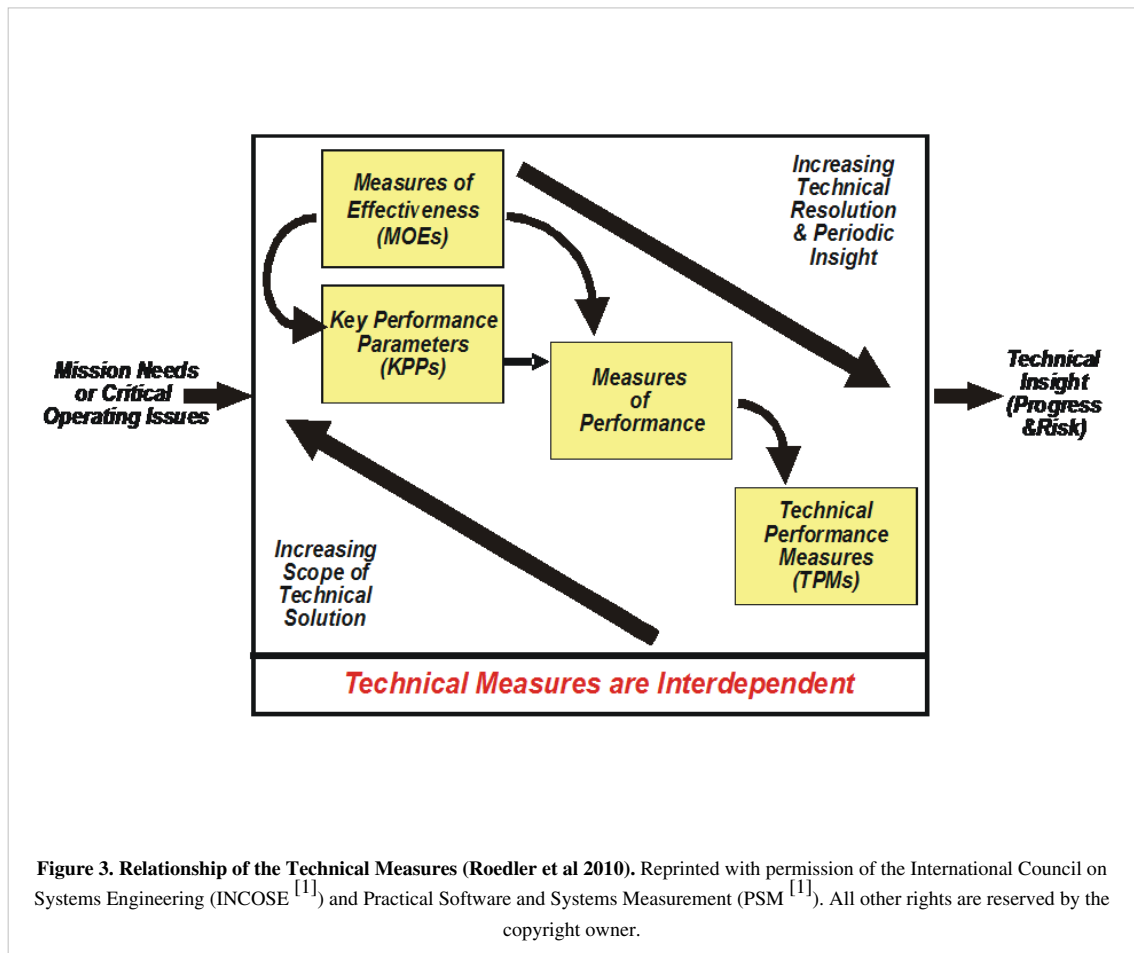 Measures of
Effectiveness
(MOEs)
Increasing
Technical
Resolution
& Periodic
Insight
Key Performance
Parameters
(KPPs)
Mission Needs
or Critical
Operating Issues
Measures
of
Performance
Technical
Insight
(Progress
&Risk)
Technical
Performance
Measures
(TPMs)
Increasing
Scope of
Technical
Solution
Technical Measures are Interdependent
Figure 3. Relationship of the Technical Measures (Roedler et al 2010). Reprinted with permission of the International Council on
Systems Engineering (INCOSE [1]) and Practical Software and Systems Measurement (PSM [1]). All other rights are reserved by the
copyright owner.